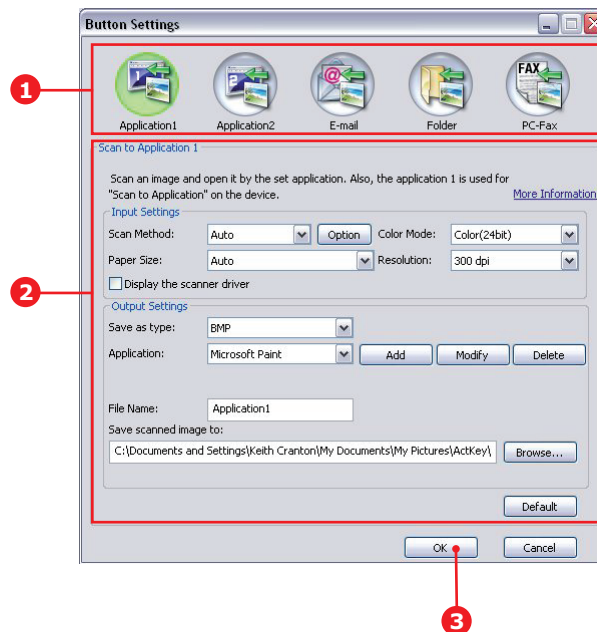 Button Settings
1
1 2 @ FAX
Application1 Application2 E-mail Folder PC-Fax
Scan to Application 1
Scan an image and open it by the set application. Also, the application 1 is used for
"Scan to Application" on the device. More Information
Input Settings
Scan Method: Auto Option Color Mode: Color(24bit)
Paper Size: Auto Resolution: 300 dpi
Display the scanner driver
2
Output Settings
Save as type: BMP
Application: Microsoft Paint Add Modify Delete
File Name: Application1
Save scanned image to:
C:\Documents and Settings\Keith Cranton\My Documents\My Pictures\ActKey\ Browse...
Default
OK Cancel
3